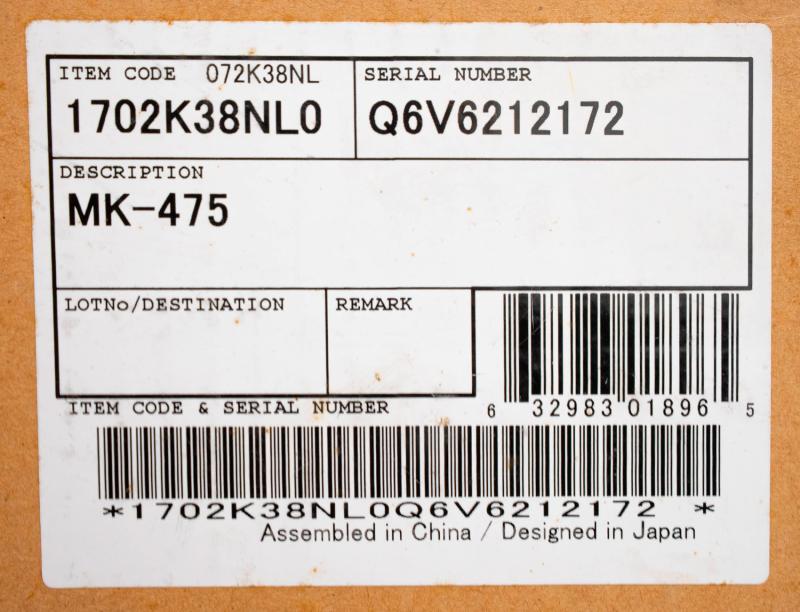 ITEM CODE 072K38NL
1702K38NL0
SERIAL NUMBER
Q6V6212172
DESCRIPTION
MK-475
LOTNo/DESTINATION
REMARK
6 32983 01896 5
ITEM CODE & SERIAL NUMBER
*1702K38NL0Q6V6212172 *
Assembled in China / Designed in Japan